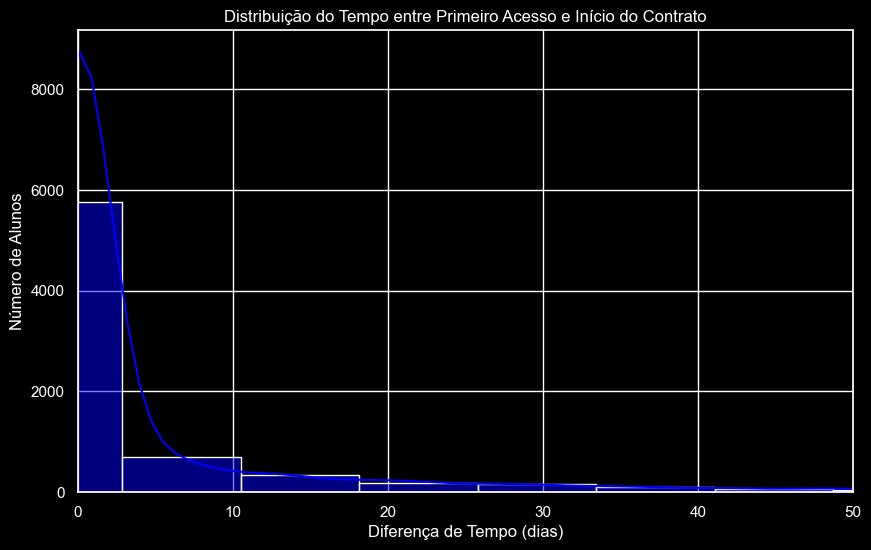 Distribuição do Tempo entre Primeiro Acesso e Início do Contrato
Número de Alunos
8000
6000
4000
2000
0
0 10 20 30 40 50
Diferença de Tempo (dias)